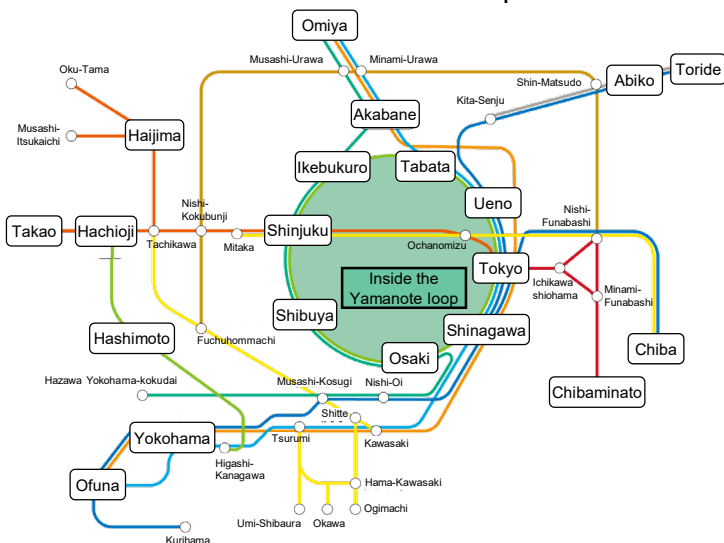 Omiya
Musashi-Urawa
Minami-Urawa
Oku-Tama
Shin-Matsudo
Abiko
Toride
Kita-Senju
Akabane
Musashi-
Itsukaichi
Haijima
Ikebukuro
Tabata
Ueno
Nishi-
Kokubunji
Nishi-
Funabashi
Takao
Hachioji
Shinjuku
Tachikawa
Mitaka
Ochanomizu
Tokyo
Inside the
Yamanote loop
Ichikawa
shiohama
Minami-
Funabashi
Shibuya
Shinagawa
Fuchuhommachi
Hashimoto
Chiba
Osaki
Hazawa Yokohama-kokudai
Musashi-Kosugi
Nishi-Oi
Chibaminato
Shitte
Yokohama
Tsurumi
Kawasaki
Higashi-
Kanagawa
Ofuna
Hama-Kawasaki
Umi-Shibaura
Okawa
Ogimachi
Kurihama